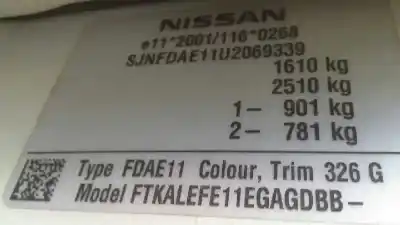 NISSAN
e11*2001/116*0268
SJNFDAE11U2069339
1610 kg
2510 kg
1– 901 kg
2– 781 kg
Type FDAE11 Colour, Trim 326 G
Model FTKALEFE11EGAGDBB–